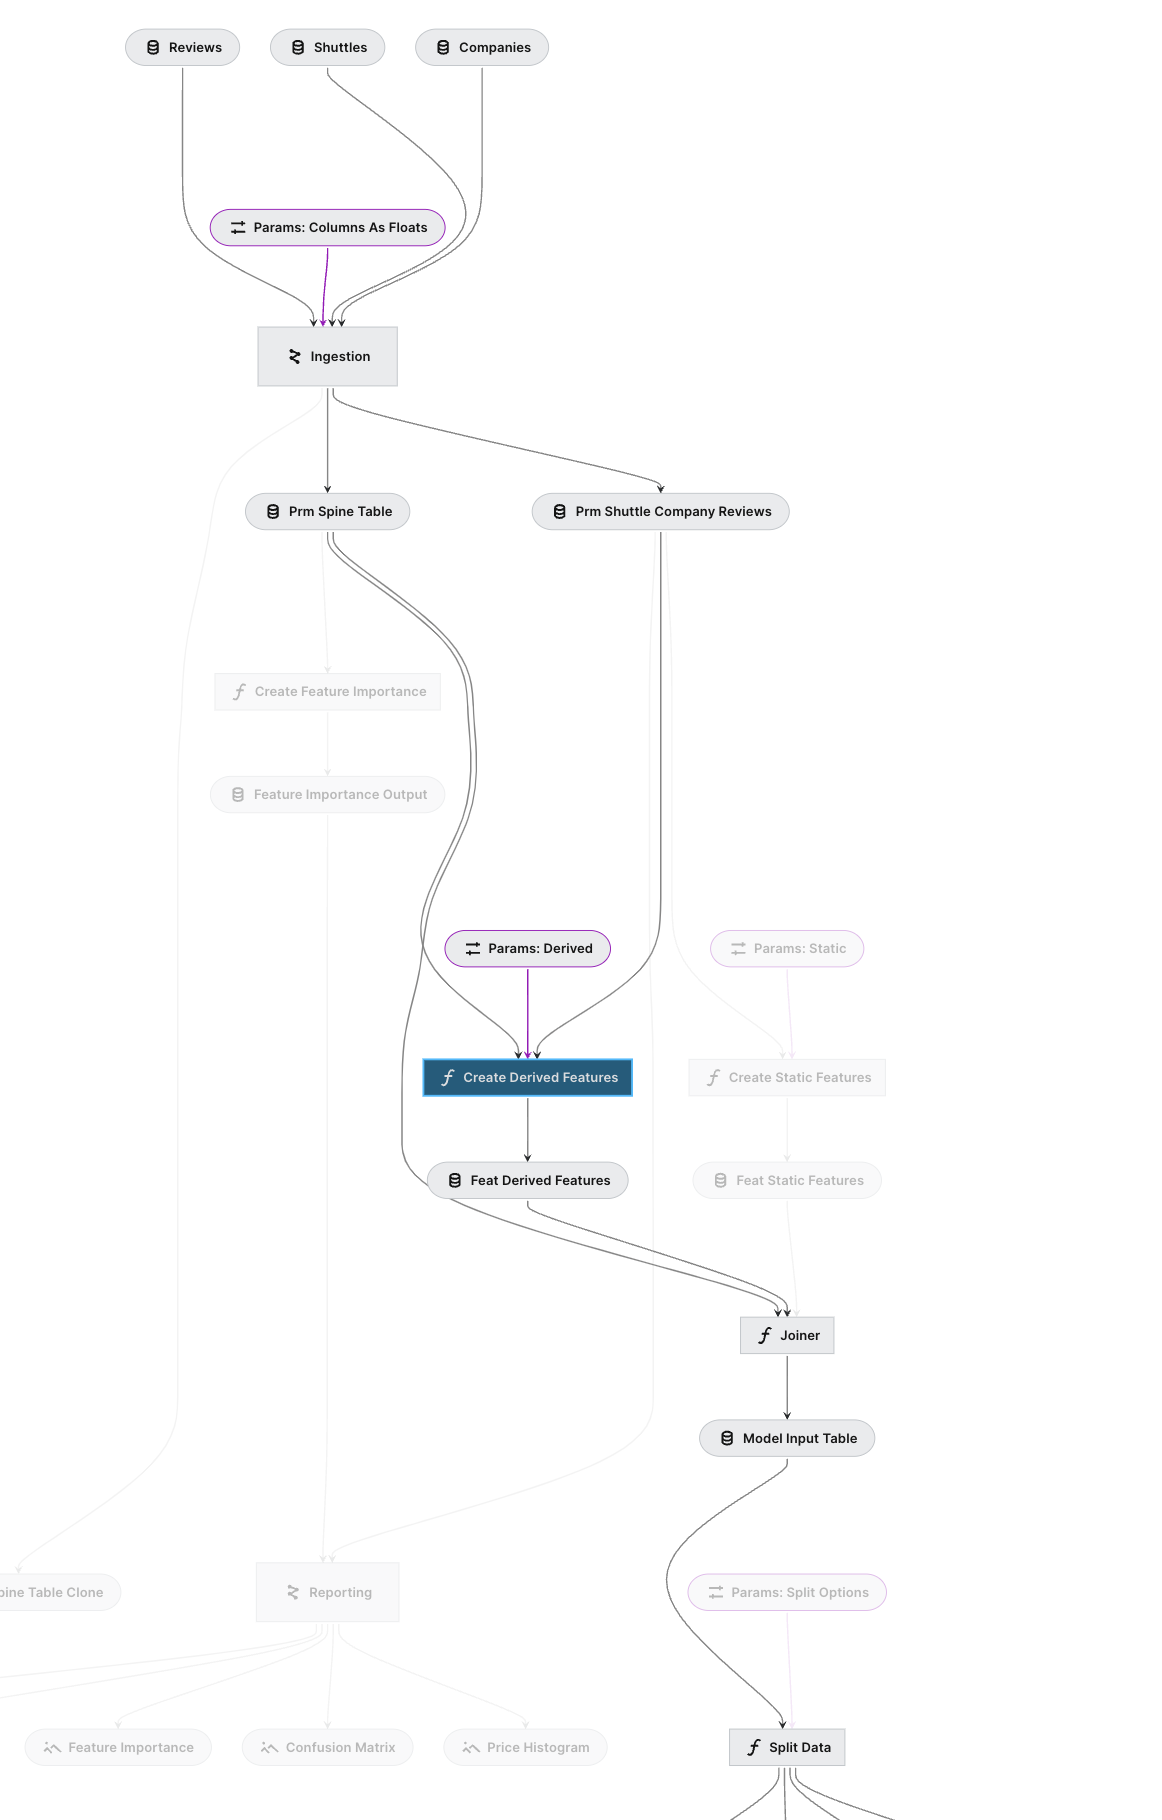 Reviews
Shuttles
Companies
Params: Columns As Floats
Ingestion
Prm Spine Table
Prm Shuttle Company Reviews
Create Feature Importance
Feature Importance Output
Params: Derived
Params: Static
Create Derived Features
Create Static Features
Feat Derived Features
Feat Static Features
Joiner
Model Input Table
Table Clone
Reporting
Params: Split Options
Feature Importance
Confusion Matrix
Price Histogram
Split Data